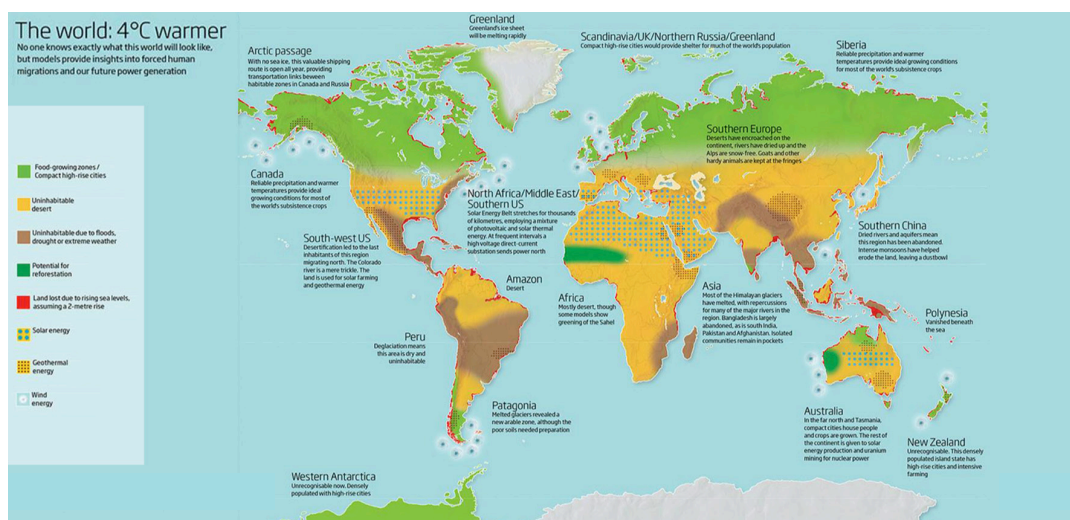 The world: 4°C warmer
No one knows exactly what this world will look like,
but models provide insights into forced human
migrations and our future power generation
Food-growing zones /
Compact high-rise cities
Uninhabitable
desert
Uninhabitable due to floods,
drought or extreme weather
Potential for
reforestation
Land lost due to rising sea levels,
assuming a 2-metre rise
Solar energy
Geothermal
energy
Wind
energy
Arctic passage
With no sea ice, this valuable shipping
route is open all year, providing
transportation links beween
habitable zones in Canada and Russia
Greenland
Greenland's ice sheet
will be melting rapidly
Scandinavia/UK/Northern Russia/Greenland
Compact high-rise cities would provide shelter for much of the world's population
Siberia
Reliable precipitation and warmer
temperatures provide ideal growing conditions
for most of the world's subsistence crops
Southern Europe
Deserts have encroached on the
continent, rivers have dried up and the
Alps are snow-free. Goats and other
hardy animals are kept at the fringes
Canada
Reliable precipitation and warmer
temperatures provide ideal
growing conditions for most of
the world's subsistence crops
North Africa/Middle East/
Southern US
Solar Energy Belt stretches for thousands
of kilometres, employing a mixture
of photovoltaic and solar thermal
energy. At frequent intervals a
high voltage direct-current
substation sends power north
South-west US
Desertification led to the last
inhabitants of this region
migrating north. The Colorado
river is a mere trickle. The
land is used for solar farming
and geothermal energy
Southern China
Dried rivers and aquifers mean
this region has been abandoned.
Intense monsoons have helped
erode the land, leaving a dustbowl
Amazon
Desert
Africa
Mostly desert, though
some models show
greening of the Sahel
Asia
Most of the Himalayan glaciers
have melted, with repercussions
for many of the major rivers in the
region. Bangladesh is largely
abandoned, as is south India,
Pakistan and Afghanistan. Isolated
communities remain in pockets
Polynesia
Vanished beneath
the sea
Peru
Deglaciation means
this area is dry and
uninhabitable
Patagonia
Melted glaciers revealed a
new arable zone, although the
poor soils needed preparation
Australia
In the far north and Tasmania,
compact cities house people
and crops are grown. The rest of
the continent is given to solar
energy production and uranium
mining for nuclear power
New Zealand
Unrecognisable. This densely
populated island state has
high-rise cities and intensive
farming
Western Antarctica
Unrecognisable now. Densely
populated with high-rise cities